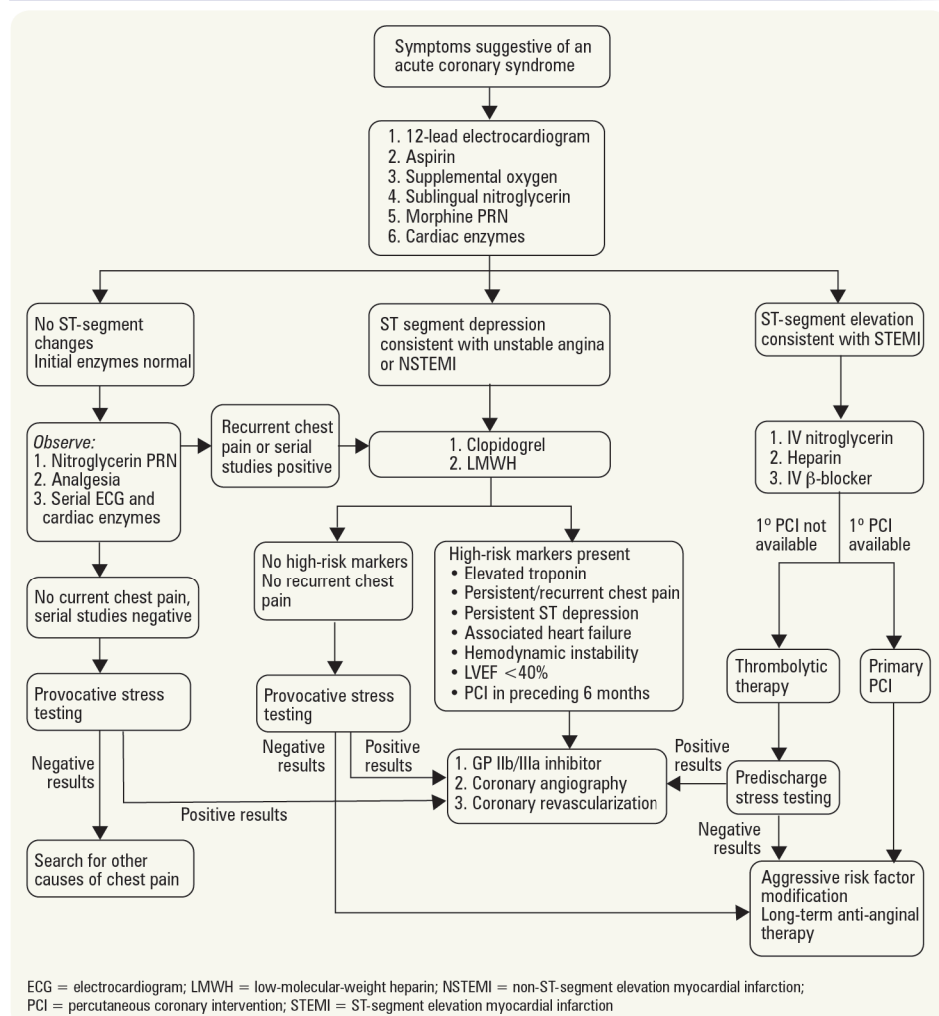 Symptoms suggestive of an
acute coronary syndrome
1. 12-lead electrocardiogram
2. Aspirin
3. Supplemental oxygen
4. Sublingual nitroglycerin
5. Morphine PRN
6. Cardiac enzymes
No ST-segment
changes
Initial enzymes normal
ST segment depression
consistent with unstable angina
or NSTEMI
ST-segment elevation
consistent with STEMI
Observe:
1. Nitroglycerin PRN
2. Analgesia
3. Serial ECG and
cardiac enzymes
Recurrent chest
pain or serial
studies positive
1. Clopidogrel
2. LMWH
1. IV nitroglycerin
2. Heparin
3. IV β-blocker
1º PCI not
available
1º PCI
available
No current chest pain,
serial studies negative
No high-risk markers
No recurrent chest
pain
High-risk markers present
• Elevated troponin
• Persistent/recurrent chest pain
• Persistent ST depression
• Associated heart failure
• Hemodynamic instability
• LVEF <40%
• PCI in preceding 6 months
Thrombolytic
therapy
Primary
PCI
Provocative stress
testing
Provocative stress
testing
Negative
results
Positive results
Negative
results
Positive
results
1. GP IIb/IIIa inhibitor
2. Coronary angiography
3. Coronary revascularization
Positive
results
Predischarge
stress testing
Negative
results
Search for other
causes of chest pain
Aggressive risk factor
modification
Long-term anti-anginal
therapy
ECG = electrocardiogram; LMWH = low-molecular-weight heparin; NSTEMI = non-ST-segment elevation myocardial infarction;
PCI = percutaneous coronary intervention; STEMI = ST-segment elevation myocardial infarction